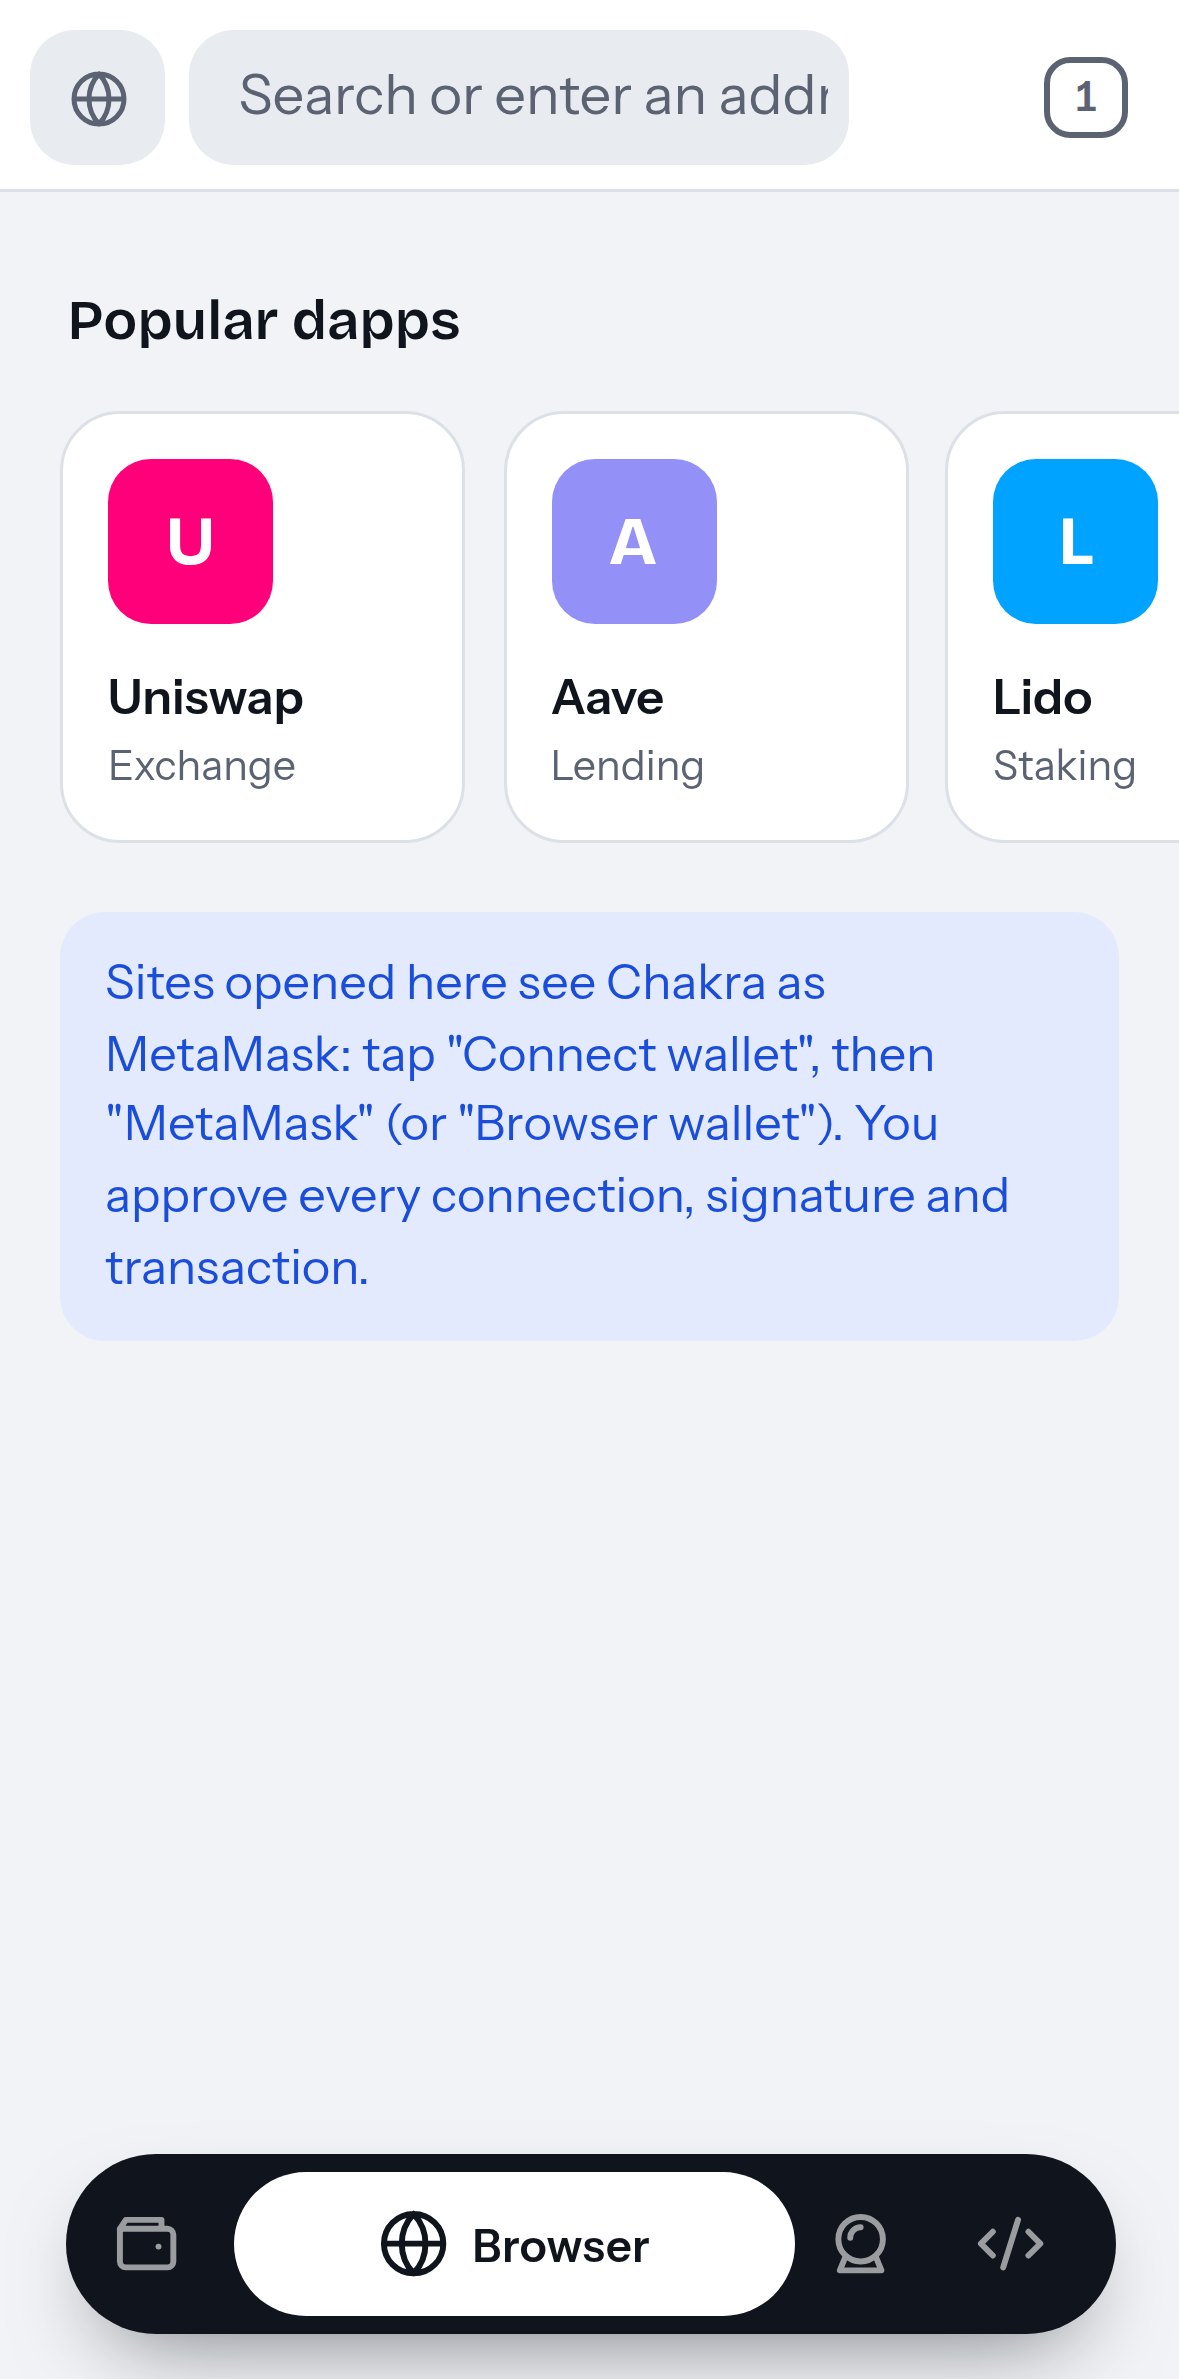 Search or enter an addr
1
Popular dapps
U
A
L
Uniswap
Aave
Lido
Exchange
Lending
Staking
Sites opened here see Chakra as
MetaMask: tap "Connect wallet", then
"MetaMask" (or "Browser wallet"). You
approve every connection, signature and
transaction.
Browser